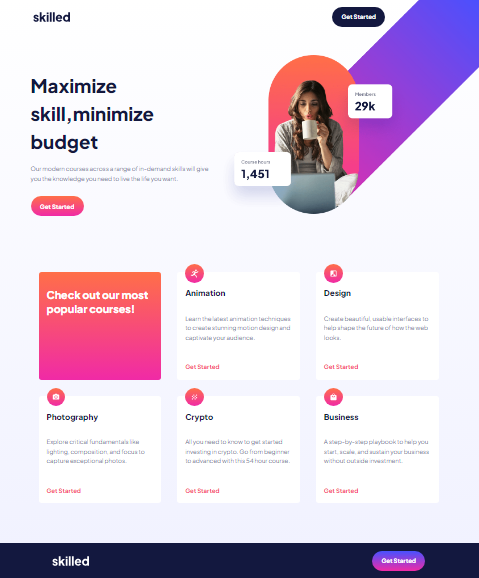 skilled
Get Started
Maximize
skill,minimize
budget
Our modern courses across a range of in-demand skills will give
you the knowledge you need to live the life you want.
Get Started
Members
29k
Course hours
1,451
Check out our most
popular courses!
Animation
Learn the latest animation techniques
to create stunning motion design and
captivate your audience.
Get Started
Design
Create beautiful, usable interfaces to
help shape the future of how the web
looks.
Get Started
Photography
Explore critical fundamentals like
lighting, composition, and focus to
capture exceptional photos.
Get Started
Crypto
All you need to know to get started
investing in crypto. Go from beginner
to advanced with this 54 hour course.
Get Started
Business
A step-by-step playbook to help you
start, scale, and sustain your business
without outside investment.
Get Started
skilled
Get Started